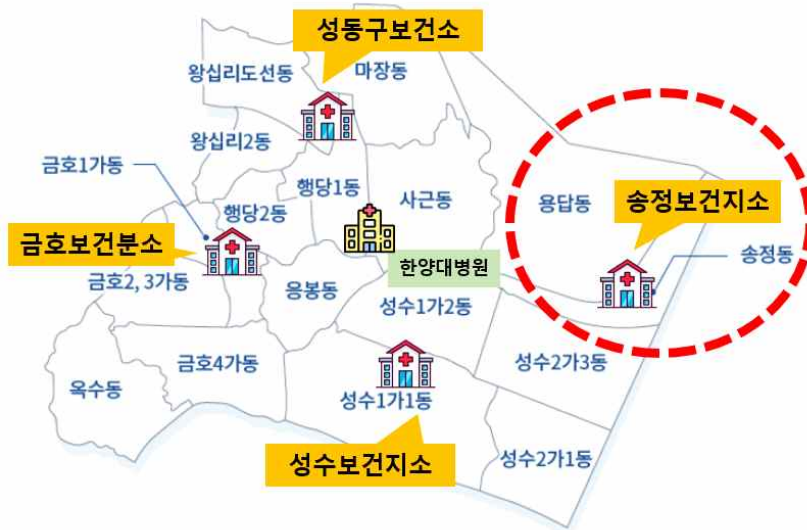 성동구보건소
왕십리도선동
마장동
왕십리2동
금호1가동
행당1동
사근동
용답동
송정보건지소
행당2동
금호보건분소
한양대병원
송정동
금호2, 3가동
응봉동
성수1가2동
금호4가동
성수2가3동
옥수동
성수1가1동
성수보건지소
성수2가1동